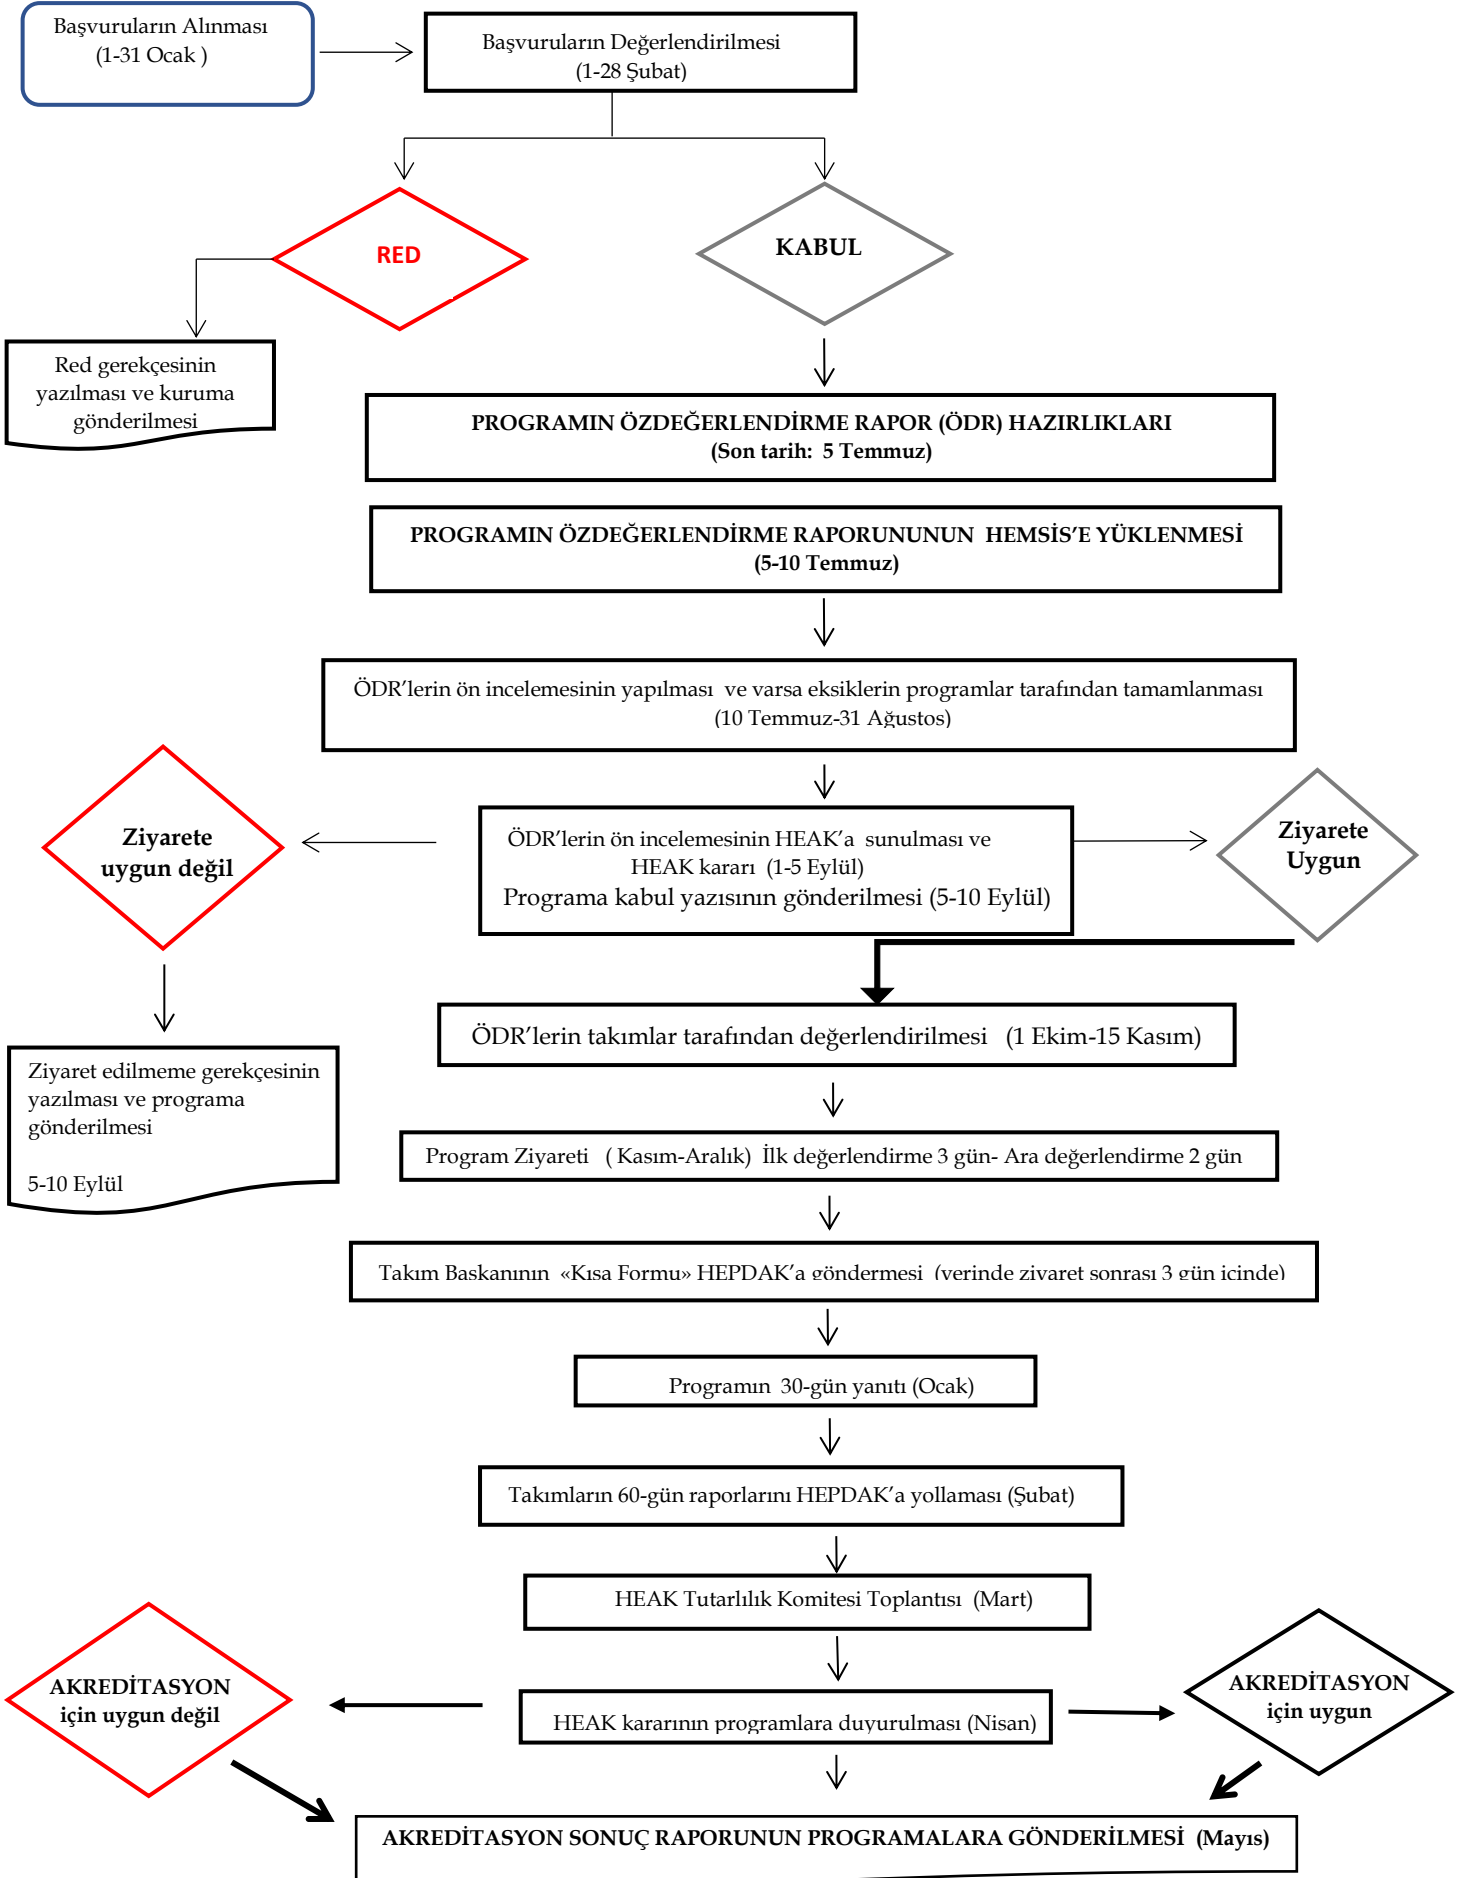 Başvuruların Alınması
(1-31 Ocak )
Başvuruların Değerlendirilmesi
(1-28 Şubat)
RED
KABUL
Red gerekçesinin
yazılması ve kuruma
gönderilmesi
PROGRAMIN ÖZDEĞERLENDİRME RAPOR (ÖDR) HAZIRLIKLARI
(Son tarih: 5 Temmuz)
PROGRAMIN ÖZDEĞERLENDİRME RAPORUNUNUN HEMSİS'E YÜKLENMESİ
(5-10 Temmuz)
ÖDR'lerin ön incelemesinin yapılması ve varsa eksiklerin programlar tarafından tamamlanması
(10 Temmuz-31 Ağustos)
Ziyarete
uygun değil
ÖDR'lerin ön incelemesinin HEAK'a sunulması ve
HEAK kararı (1-5 Eylül)
Programa kabul yazısının gönderilmesi (5-10 Eylül)
Ziyarete
Uygun
ÖDR'lerin takımlar tarafından değerlendirilmesi (1 Ekim-15 Kasım)
Ziyaret edilmeme gerekçesinin
yazılması ve programa
gönderilmesi
5-10 Eylül
Program Ziyareti ( Kasım-Aralık) İlk değerlendirme 3 gün- Ara değerlendirme 2 gün
Takım Başkanının «Kısa Formu» HEPDAK'a göndermesi (yerinde ziyaret sonrası 3 gün içinde)
Programın 30-gün yanıtı (Ocak)
Takımların 60-gün raporlarını HEPDAK'a yollaması (Şubat)
HEAK Tutarlılık Komitesi Toplantısı (Mart)
AKREDİTASYON
için uygun değil
HEAK kararının programlara duyurulması (Nisan)
AKREDİTASYON
için uygun
AKREDİTASYON SONUÇ RAPORUNUN PROGRAMALARA GÖNDERİLMESİ (Mayıs)